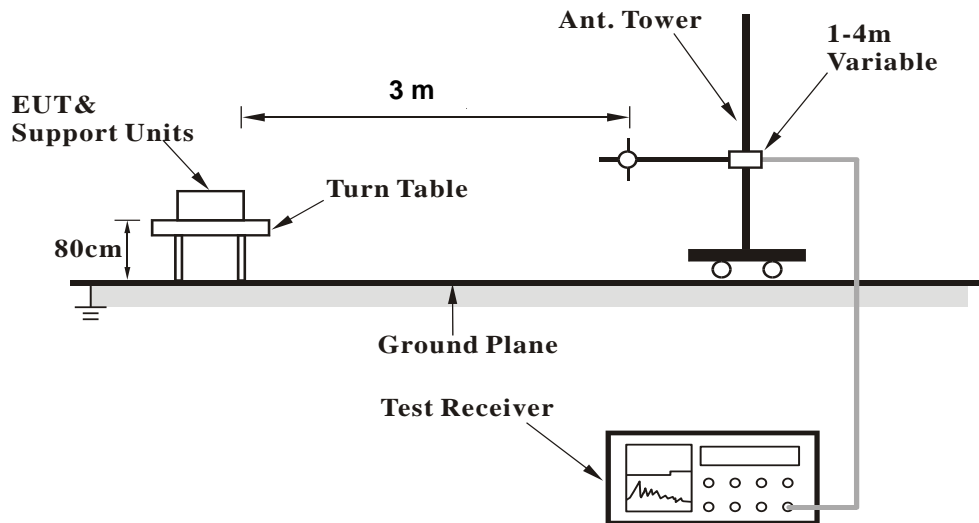 Ant. Tower
1-4m
Variable
3 m
EUT&
Support Units
Turn Table
80cm
Ground Plane
Test Receiver